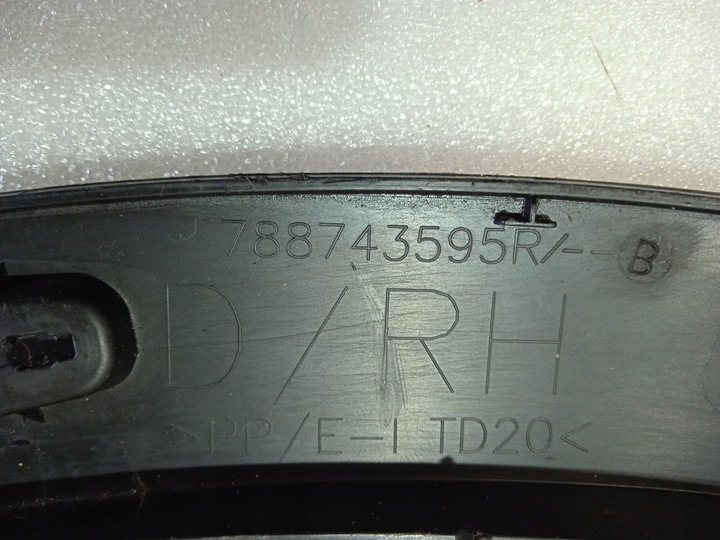 788743595R/--B
D/RH
>PP/E-I TD20<